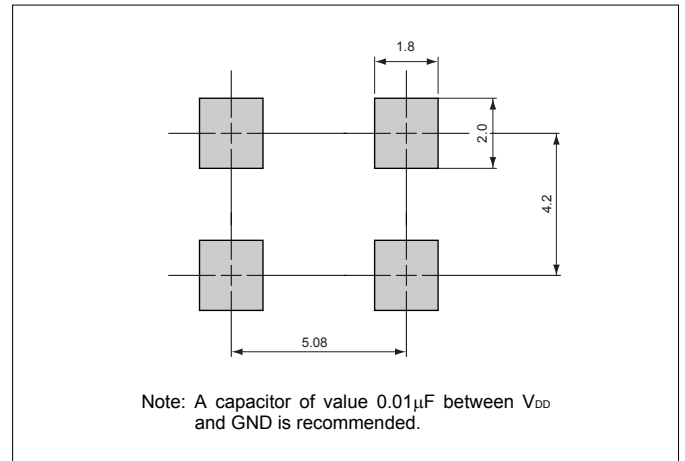 1.8
2.0
4.2
5.08
Note: A capacitor of value 0.01μF between VDD
and GND is recommended.